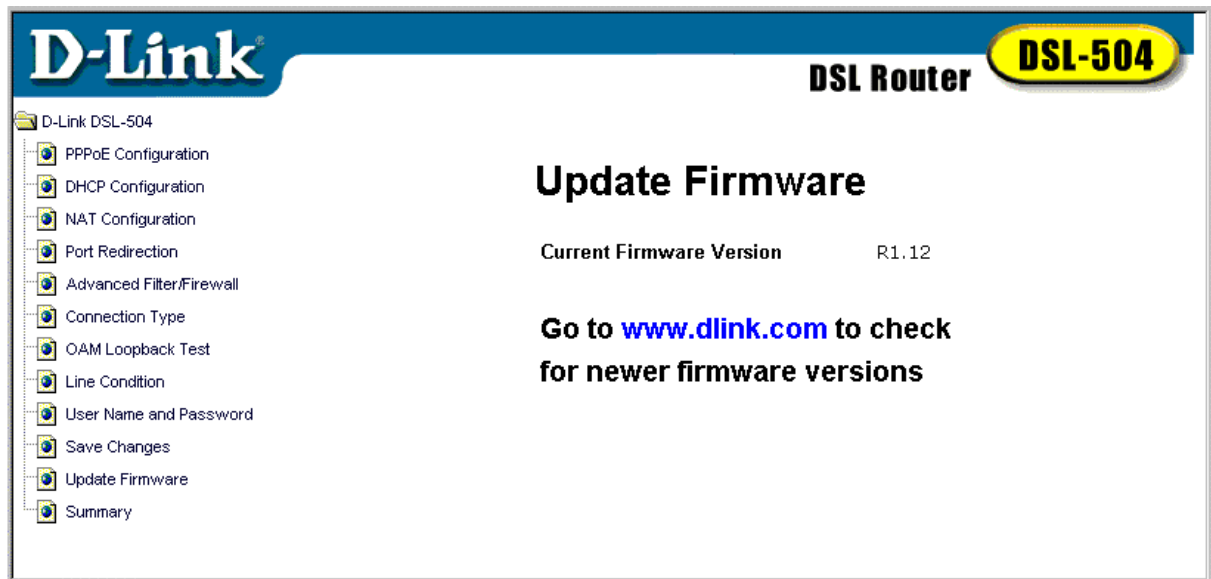 D-Link
DSL Router DSL-504
D-Link DSL-504
PPPoE Configuration
DHCP Configuration
NAT Configuration
Port Redirection
Advanced Filter/Firewall
Connection Type
OAM Loopback Test
Line Condition
User Name and Password
Save Changes
Update Firmware
Summary
Update Firmware
Current Firmware Version R1.12
Go to www.dlink.com to check
for newer firmware versions